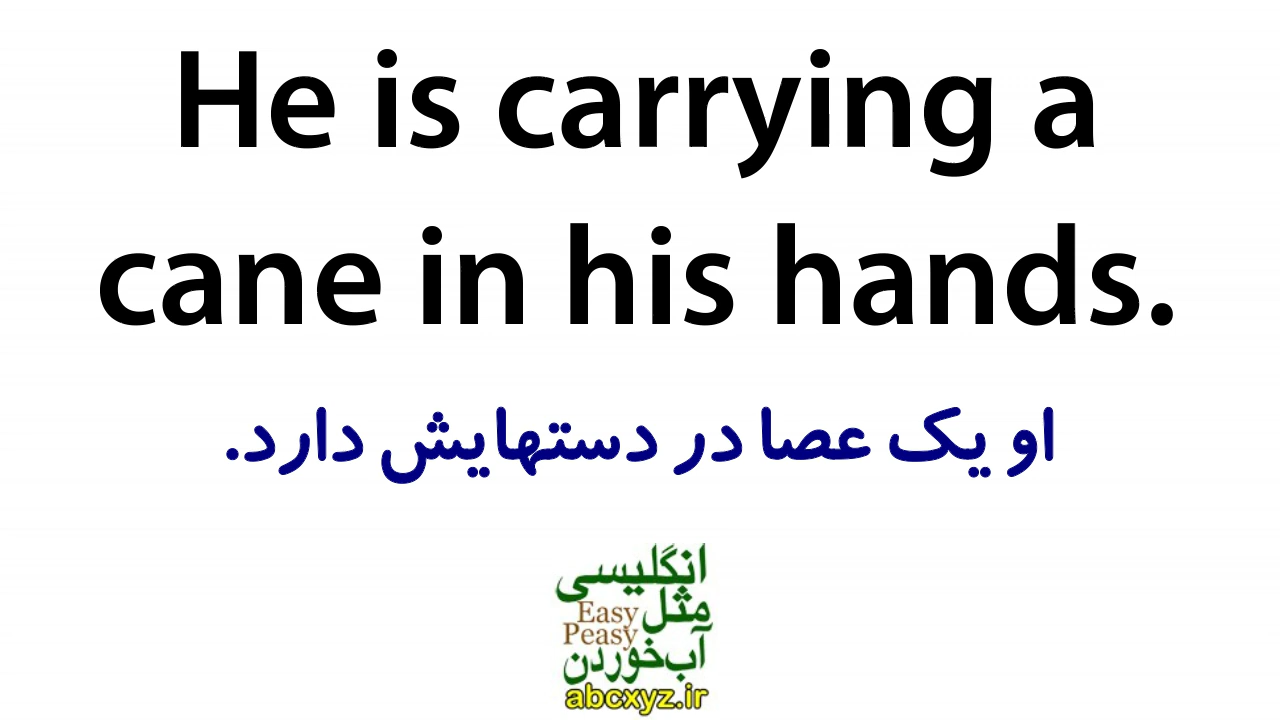 He is carrying a
cane in his hands.
او یک عصا در دستهایش دارد.
انگلیسی
مثل
Easy
Peasy
آب‌خوردن
abcxyz.ir